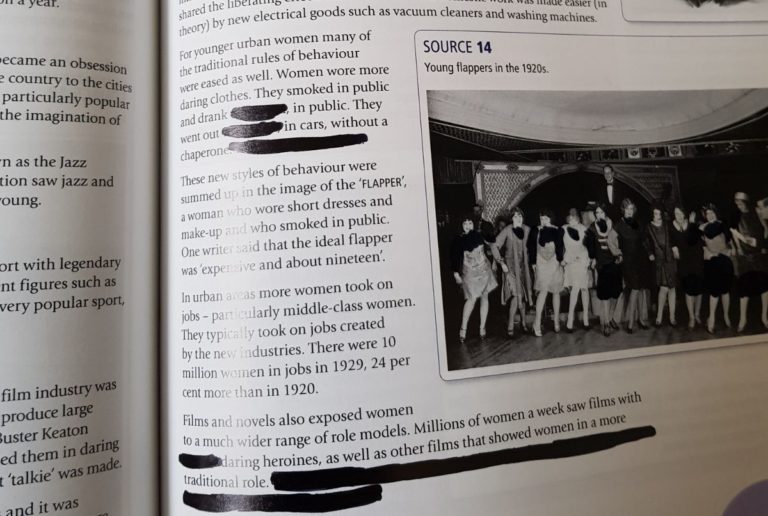 n a year.
became an obsession
e country to the cities
particularly popular
the imagination of
n as the Jazz
tion saw jazz and
young.
ort with legendary
nt figures such as
very popular sport,
film industry was
produce large
Buster Keaton
ed them in daring
t 'talkie' was made.
and it was
shared the liberating
work was made easier (in
theory) by new electrical goods such as vacuum cleaners and washing machines.
For younger urban women many of
the traditional rules of behaviour
were eased as well. Women wore more
daring clothes. They smoked in public
and drank in public. They
went out in cars, without a
chaperone.
These new styles of behaviour were
summed up in the image of the 'FLAPPER',
a woman who wore short dresses and
make-up and who smoked in public.
One writer said that the ideal flapper
was 'expensive and about nineteen'.
In urban areas more women took on
jobs – particularly middle-class women.
They typically took on jobs created
by the new industries. There were 10
million women in jobs in 1929, 24 per
cent more than in 1920.
Films and novels also exposed women
to a much wider range of role models. Millions of women a week saw films with
daring heroines, as well as other films that showed women in a more
traditional role.
SOURCE 14
Young flappers in the 1920s.